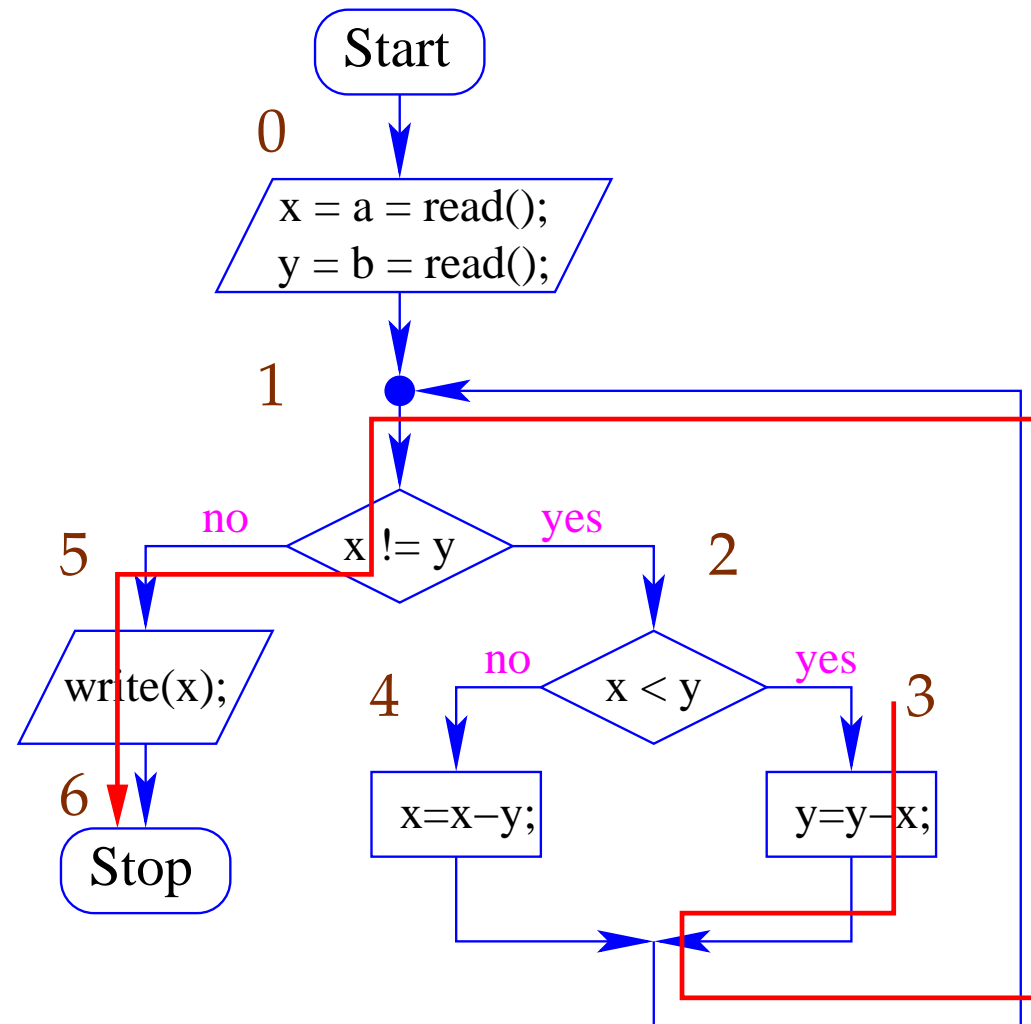 Start
0
x = a = read();
y = b = read();
1
no
x != y
yes
5
2
write(x);
no
x < y
yes
4
3
6
x=x−y;
y=y−x;
Stop